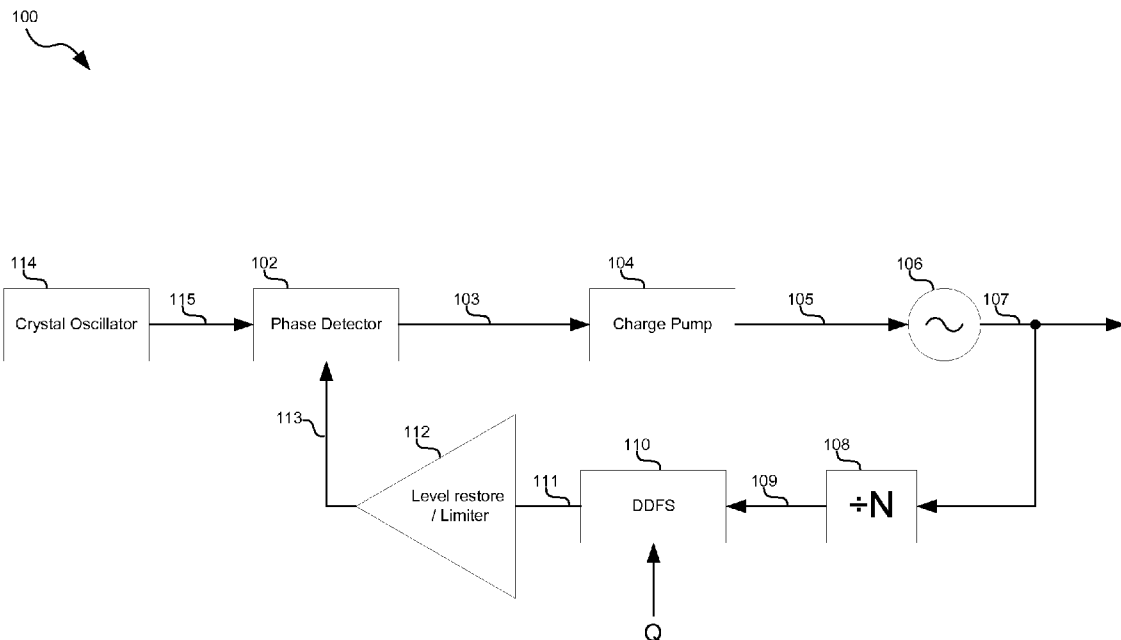 100
114
102
104
106
115
103
105
107
Crystal Oscillator
Phase Detector
Charge Pump
113
112
110
108
111
109
Level restore
/ Limiter
DDFS
÷N
Q